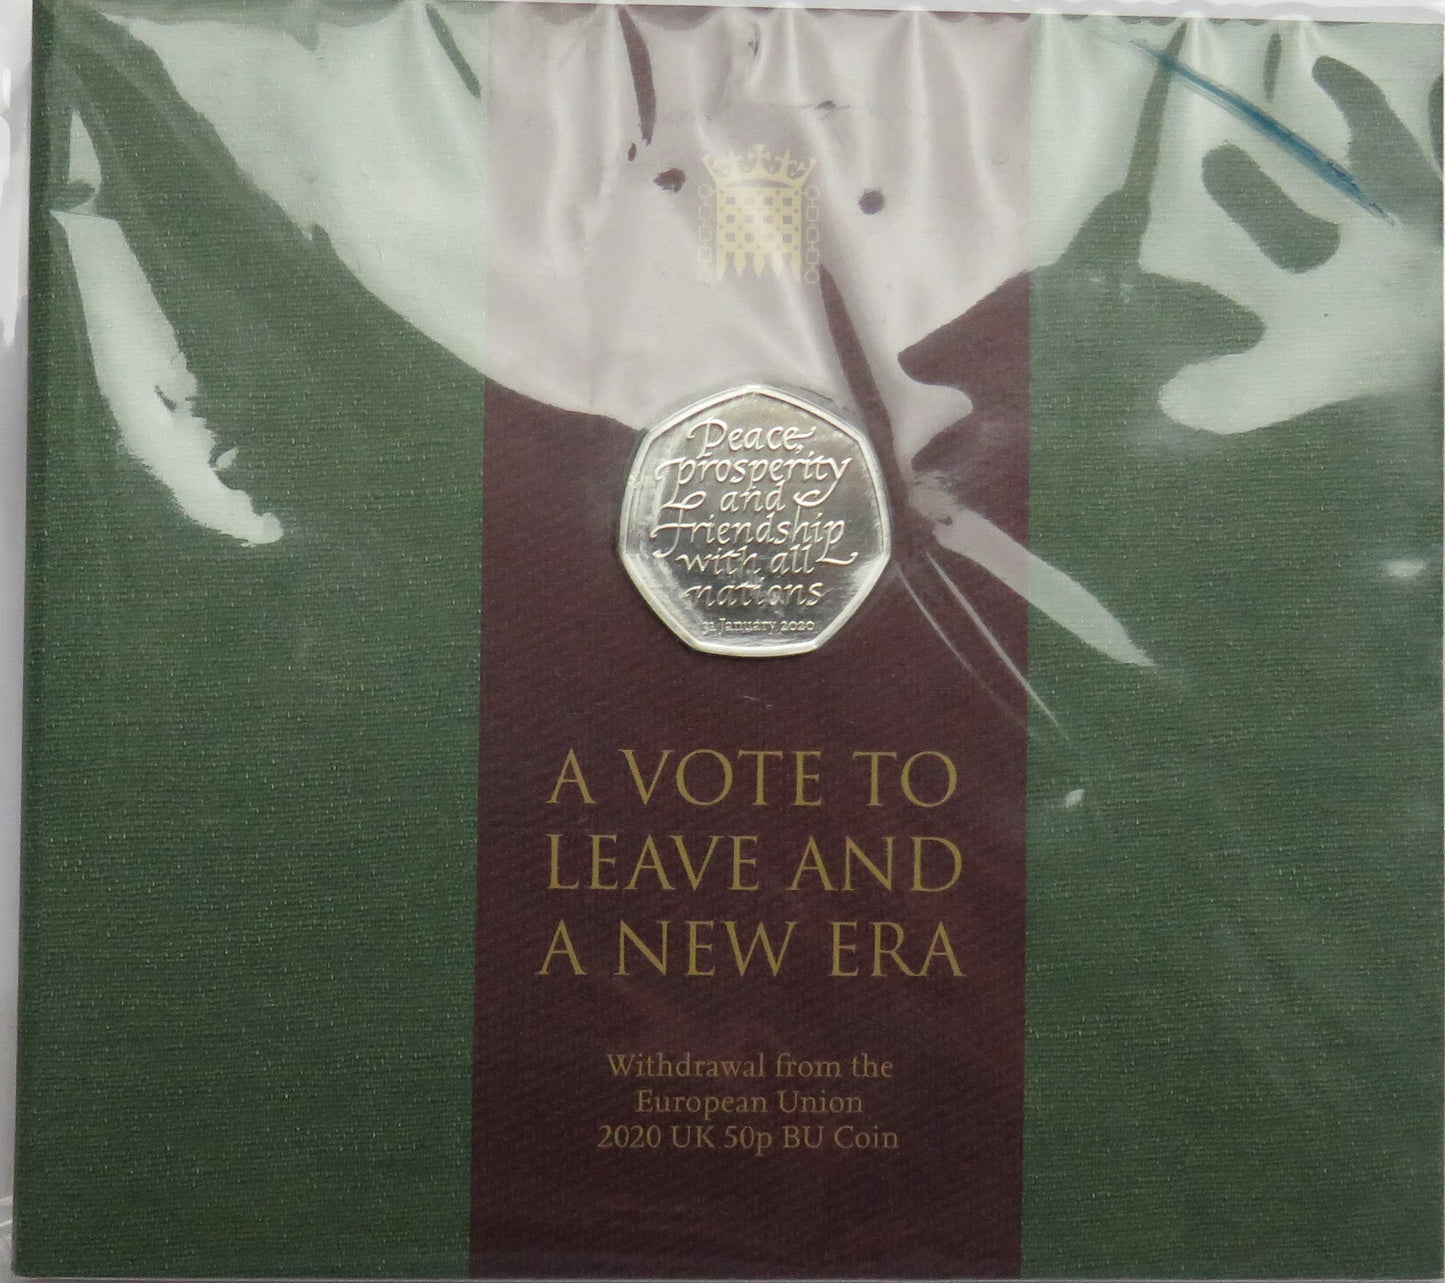 Peace,
prosperity
and
friendship
with all
nations
31 January 2020
A VOTE TO
LEAVE AND
A NEW ERA
Withdrawal from the
European Union
2020 UK 50p BU Coin